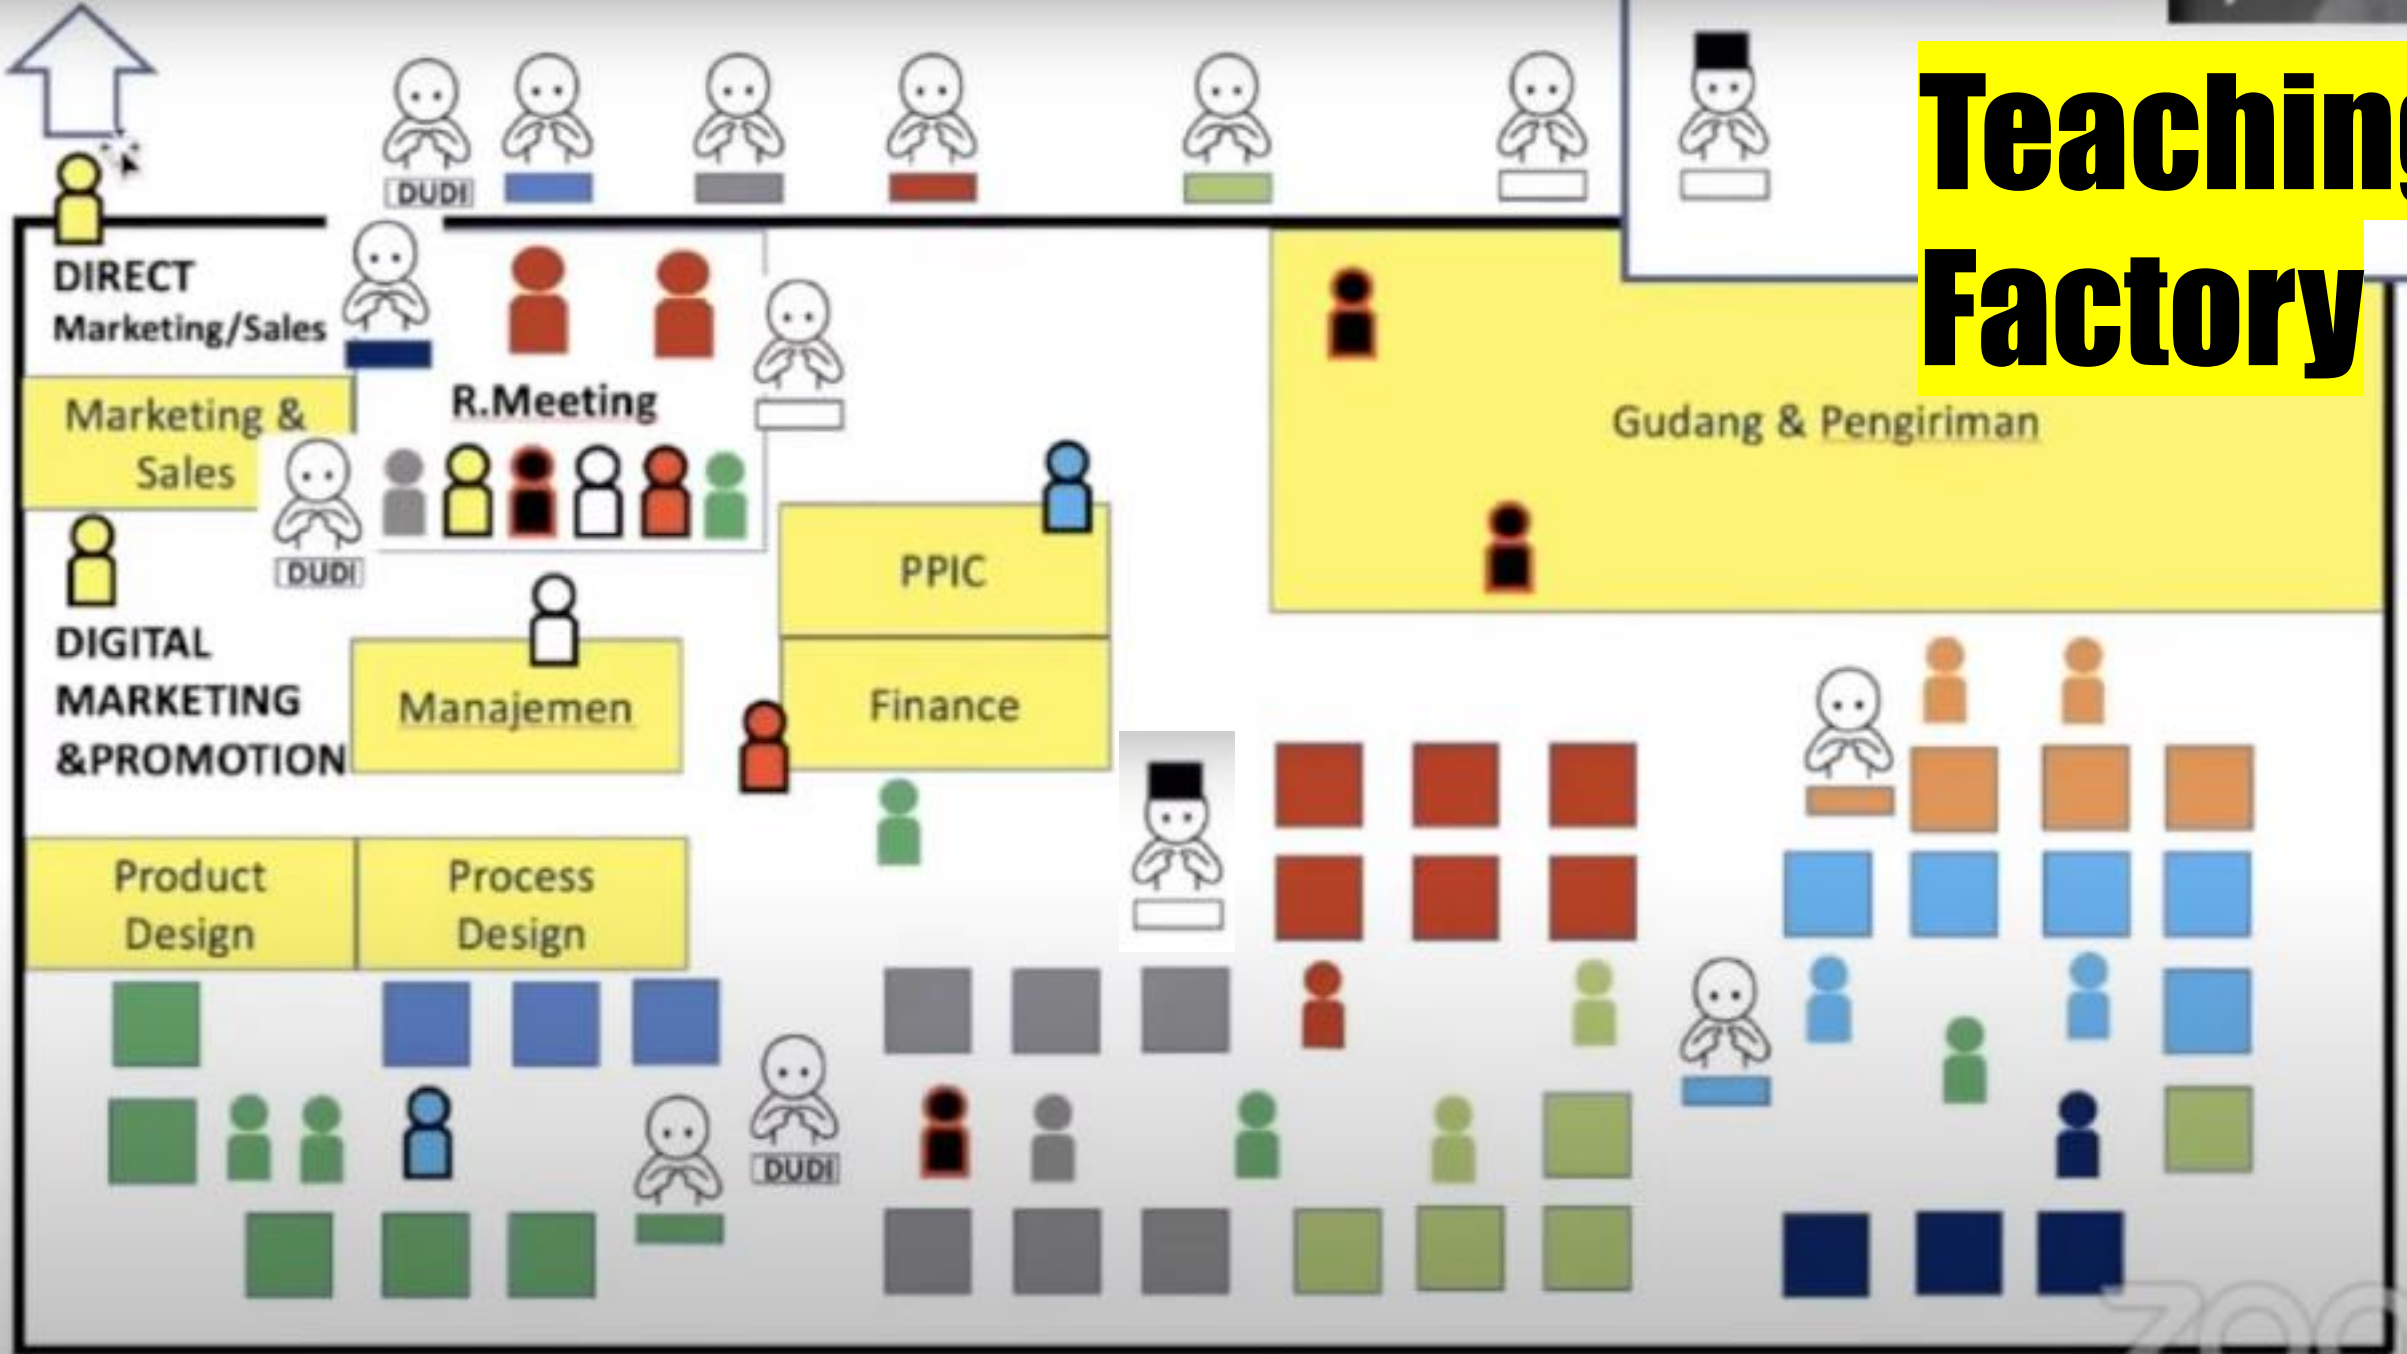 Teaching
Factory
DUDI
DIRECT
Marketing/Sales
Marketing &
Sales
R.Meeting
DUDI
Gudang & Pengiriman
PPIC
DIGITAL
MARKETING
&PROMOTION
Manajemen
Finance
Product
Design
Process
Design
DUDI